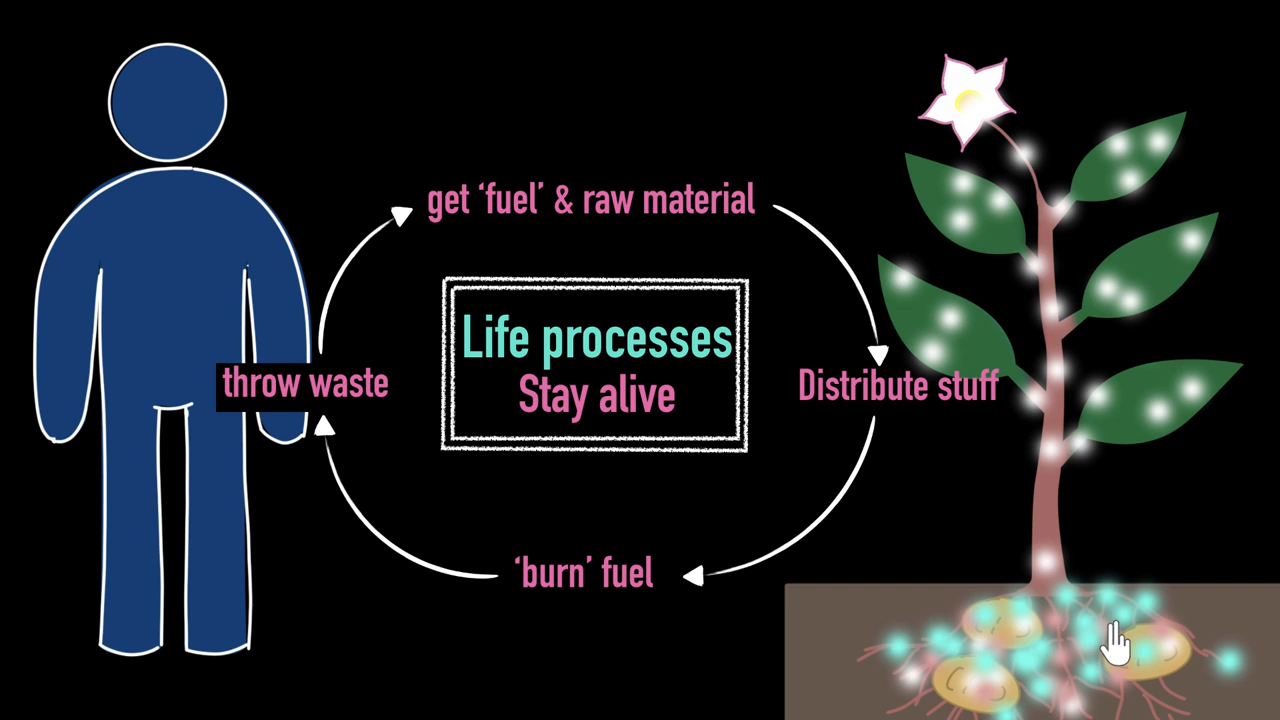 get ‘fuel’ & raw material
Life processes
Stay alive
throw waste
Distribute stuff
‘burn’ fuel